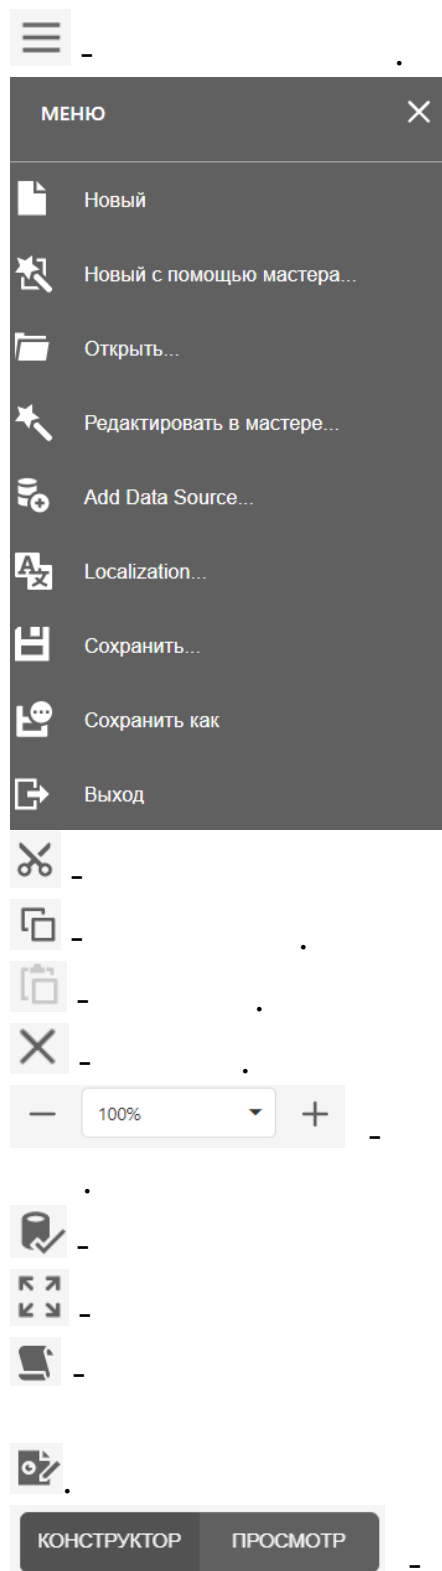 -
.
МЕНЮ
Новый
Новый с помощью мастера...
Открыть...
Редактировать в мастере...
Add Data Source...
Localization...
Сохранить...
Сохранить как
Выход
-
- .
- .
- .
100% -
.
-
-
-
.
КОНСТРУКТОР ПРОСМОТР -